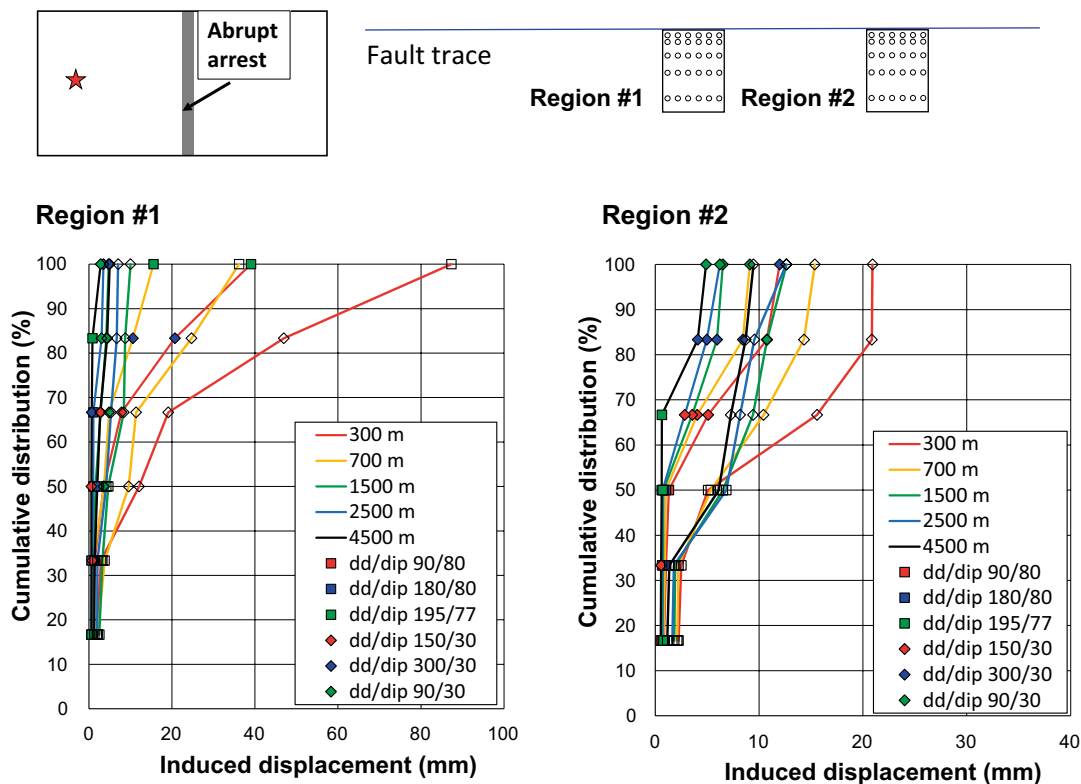 Abrupt
arrest
Fault trace
Region #1
Region #2
Region #1
Region #2
Cumulative distribution (%)
100
90
80
70
60
50
40
30
20
10
0
0
20
40
60
80
100
Induced displacement (mm)
300 m
700 m
1500 m
2500 m
4500 m
dd/dip 90/80
dd/dip 180/80
dd/dip 195/77
dd/dip 150/30
dd/dip 300/30
dd/dip 90/30
Cumulative distribution (%)
100
90
80
70
60
50
40
30
20
10
0
0
10
20
30
40
Induced displacement (mm)
300 m
700 m
1500 m
2500 m
4500 m
dd/dip 90/80
dd/dip 180/80
dd/dip 195/77
dd/dip 150/30
dd/dip 300/30
dd/dip 90/30